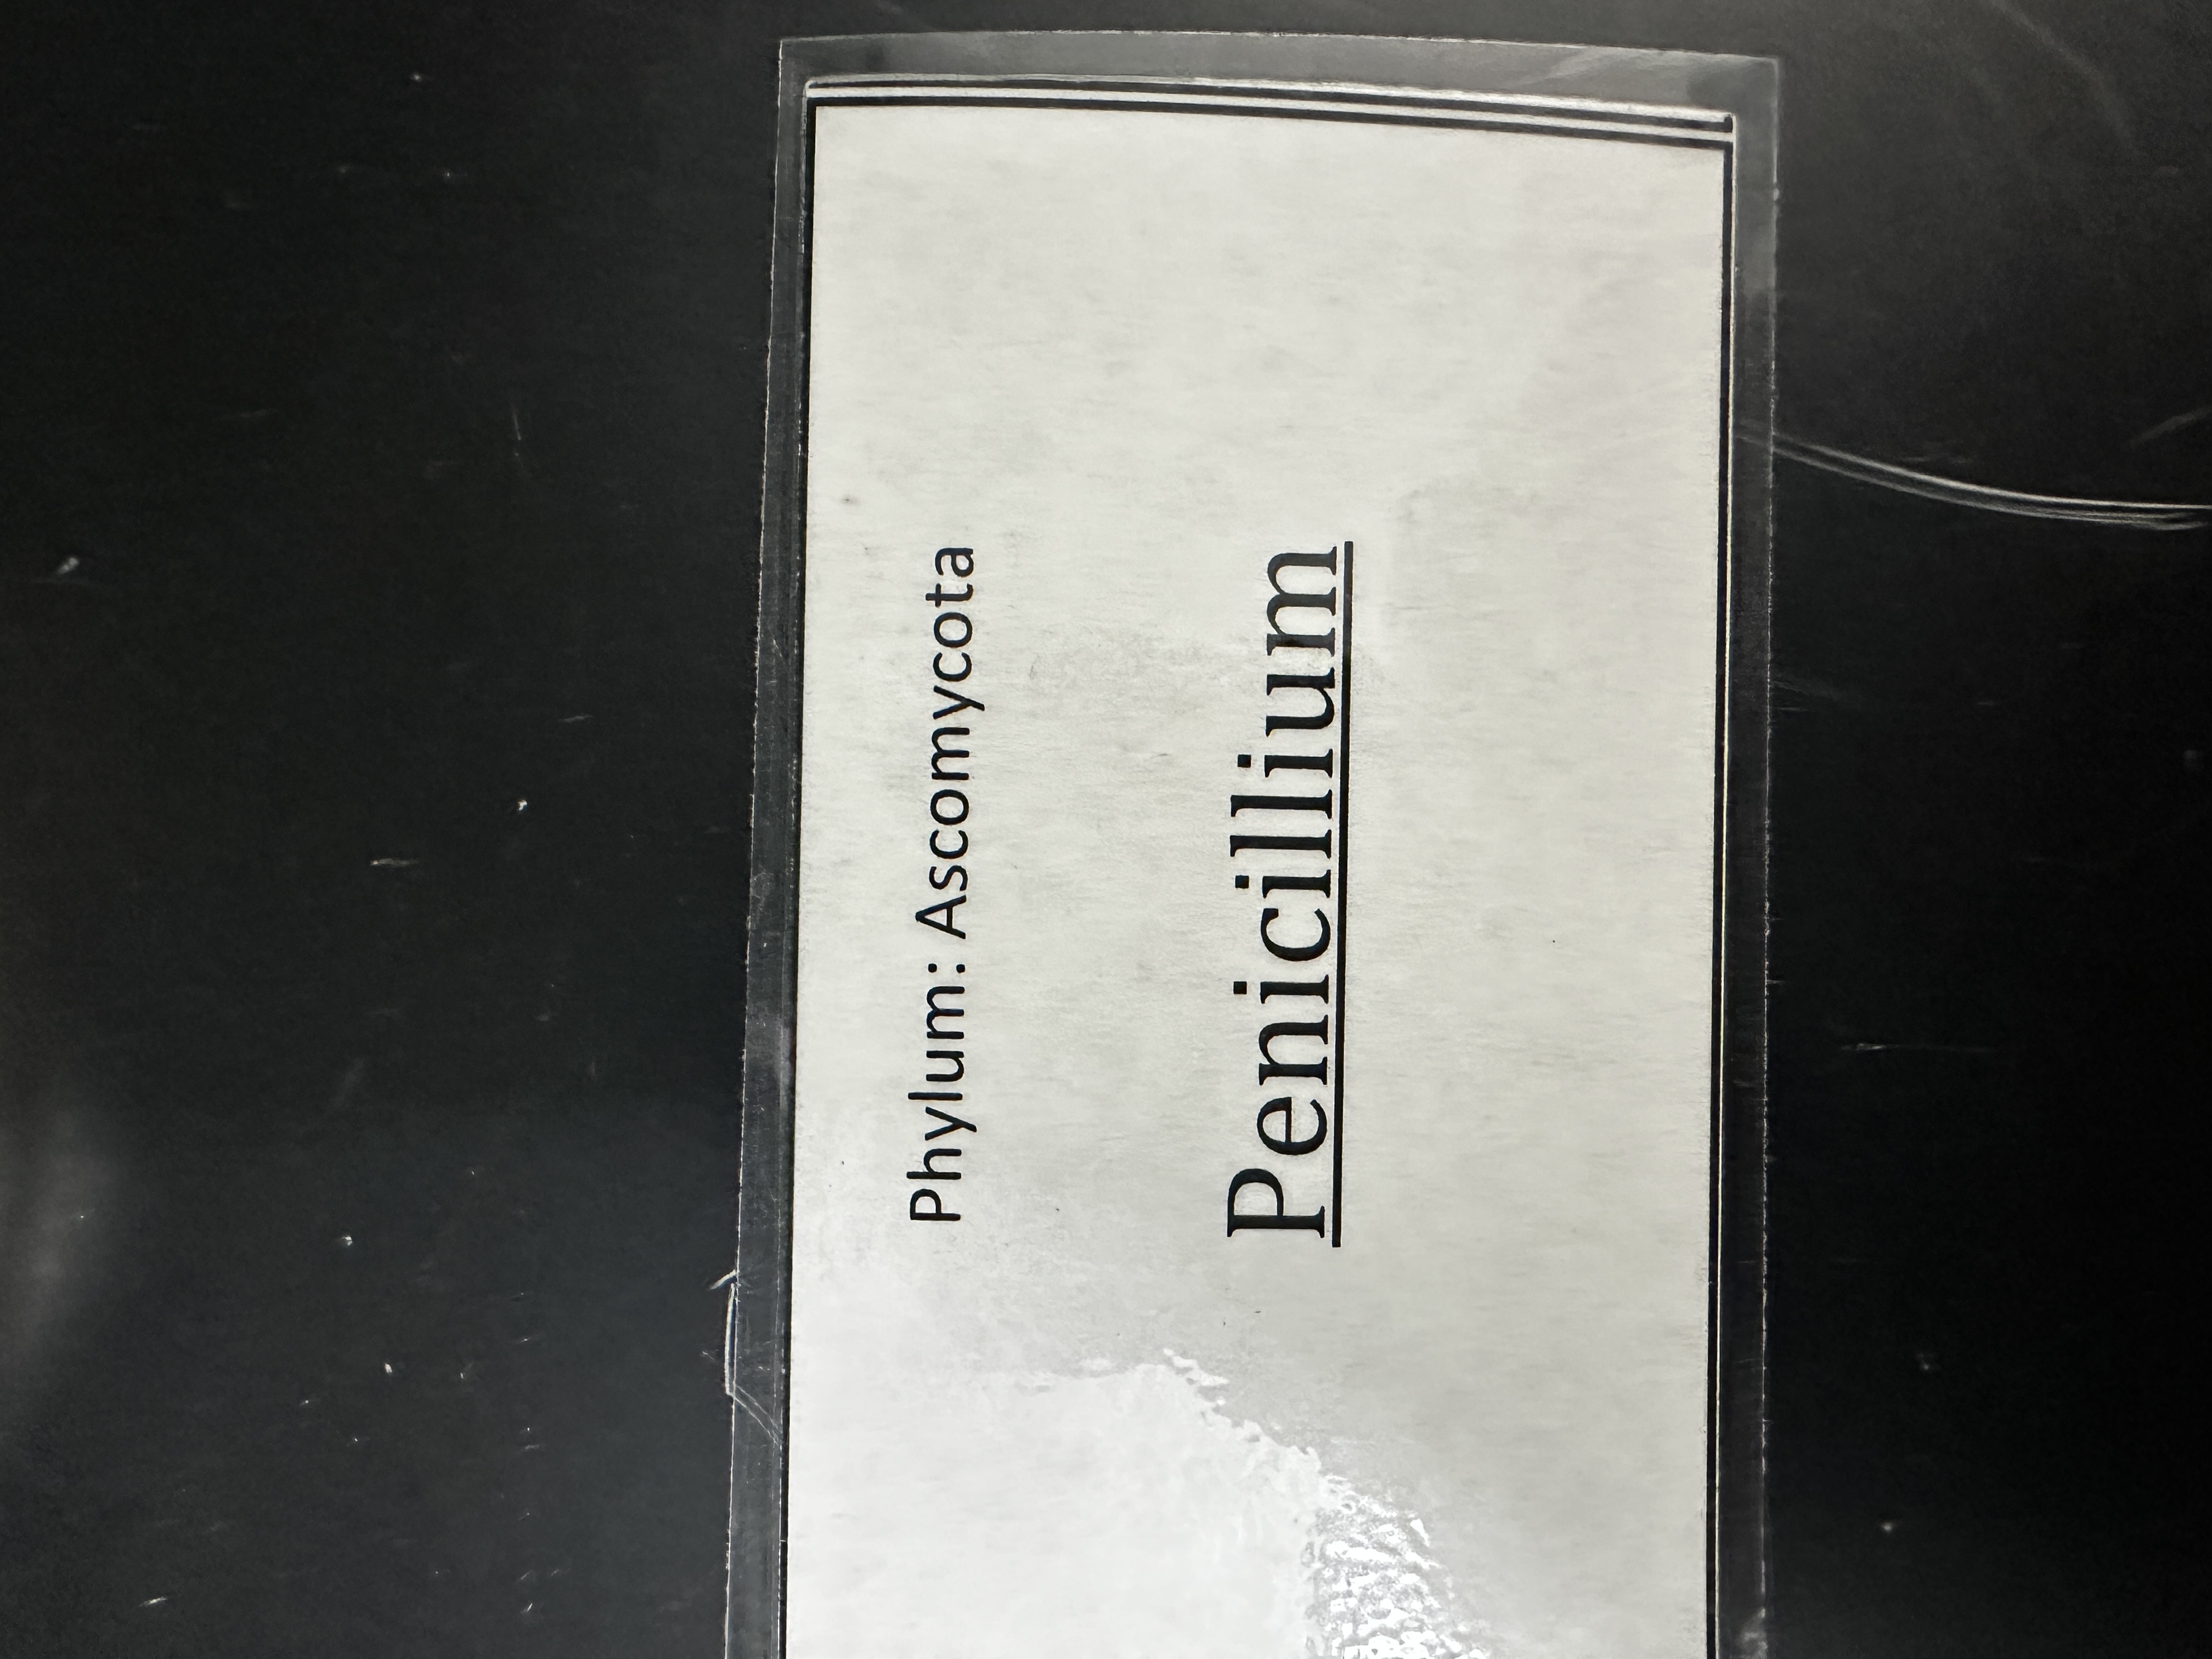 Phylum: Ascomycota
Penicillium